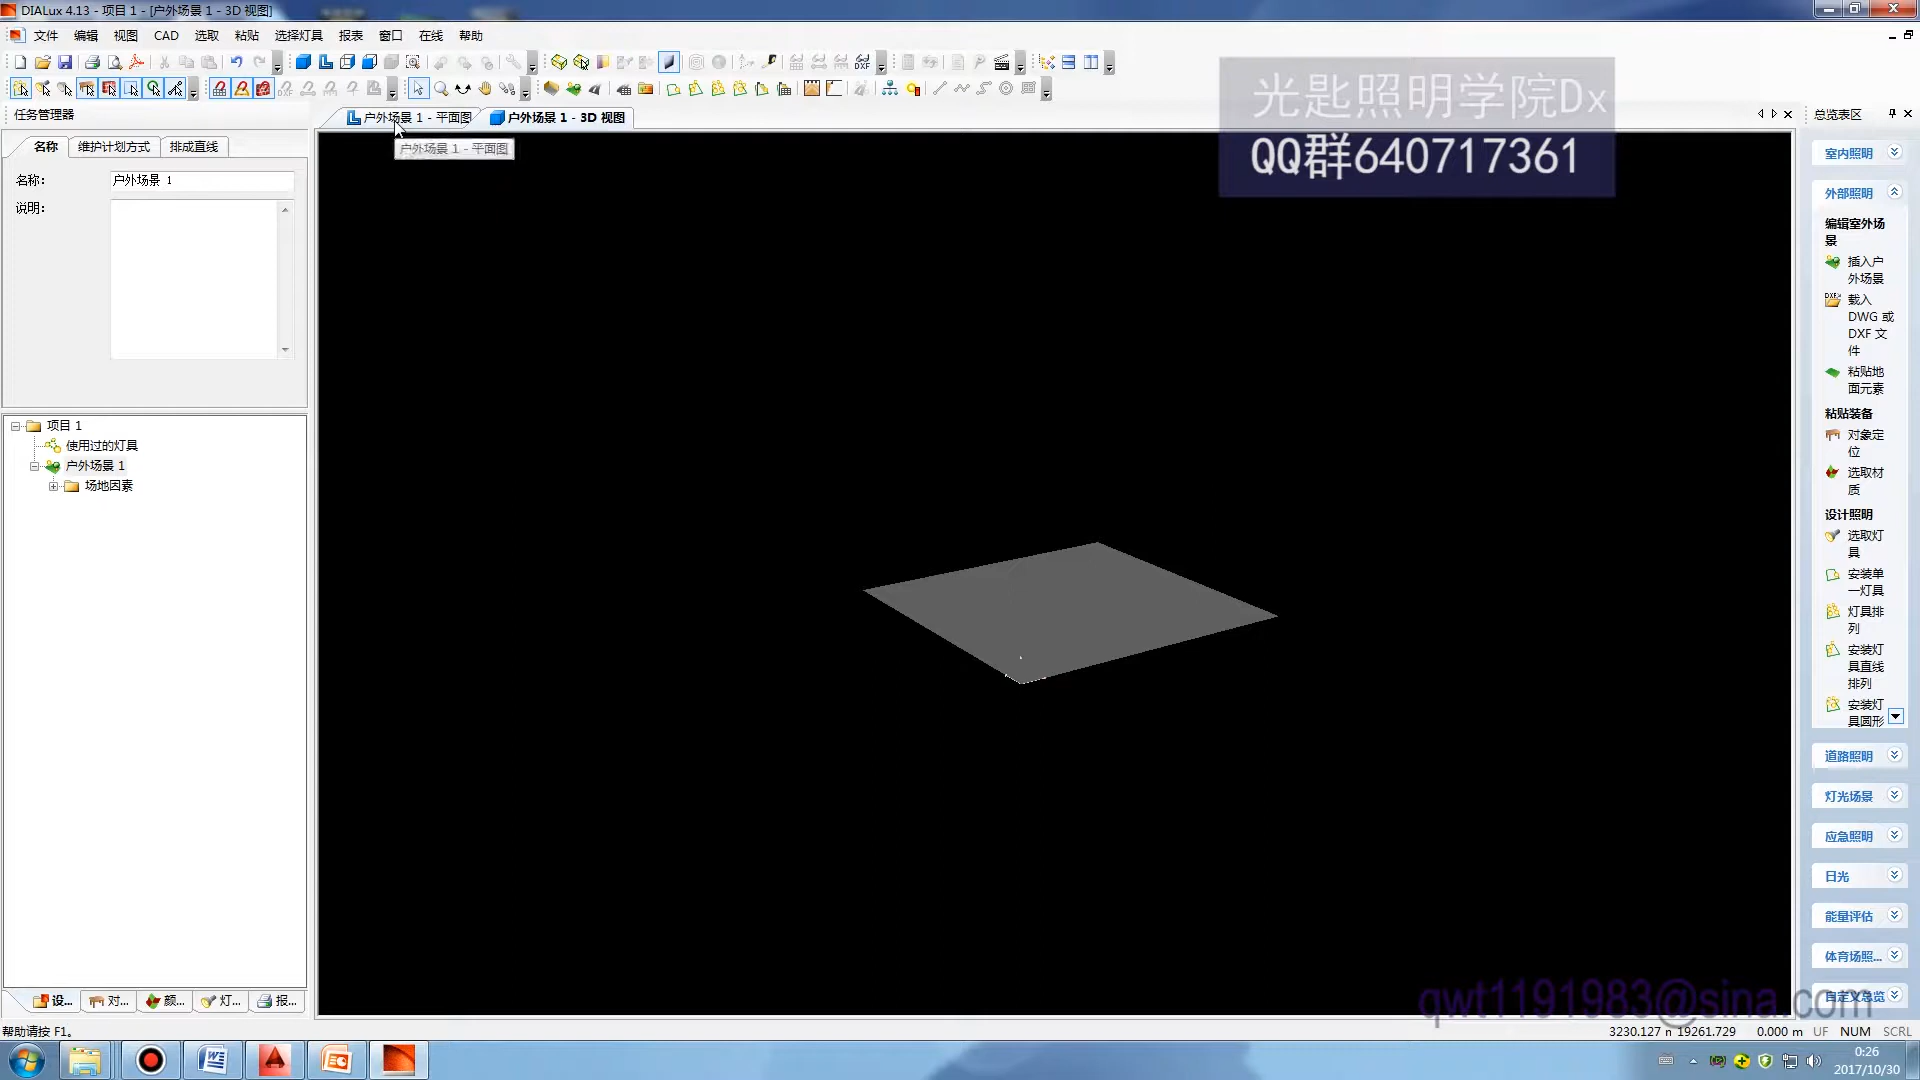 DIALux 4.13 - 项目 1 - [户外场景 1 - 3D 视图]
文件 编辑 视图 CAD 选取 粘贴 选择灯具 报表 窗口 在线 帮助
光匙照明学院Dx
QQ群640717361
任务管理器
户外场景 1 - 平面图
户外场景 1 - 3D 视图
总览表区
户外场景 1 - 平面图
名称
维护计划方式
排成直线
名称:
户外场景 1
说明:
项目 1
使用过的灯具
户外场景 1
场地因素
室内照明
外部照明
编辑室外场
景
插入户
外场景
载入
DWG 或
DXF 文
件
粘贴地
面元素
粘贴装备
对象定
位
选取材
质
设计照明
选取灯
具
安装单
一灯具
灯具排
列
安装灯
具直线
排列
安装灯
具圆形
道路照明
灯光场景
应急照明
日光
能量评估
体育场照...
自定义总览
qwt1191983@sina.com
设...
对...
颜...
灯...
报...
帮助请按 F1。
3230.127 n 19261.729
0.000 m
UF
NUM
SCRL
0:26
2017/10/30